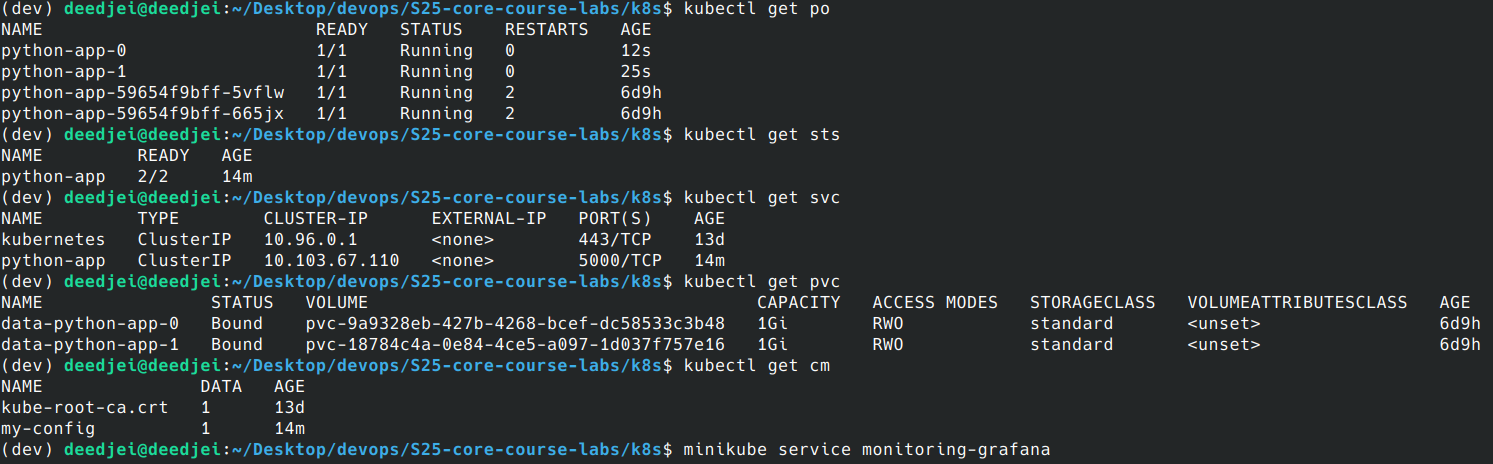 (dev) deedjei@deedjei:~/Desktop/devops/S25-core-course-labs/k8s$ kubectl get po
NAME                          READY   STATUS    RESTARTS   AGE
python-app-0                  1/1     Running   0          12s
python-app-1                  1/1     Running   0          25s
python-app-59654f9bff-5vflw   1/1     Running   2          6d9h
python-app-59654f9bff-665jx   1/1     Running   2          6d9h
(dev) deedjei@deedjei:~/Desktop/devops/S25-core-course-labs/k8s$ kubectl get sts
NAME         READY   AGE
python-app   2/2     14m
(dev) deedjei@deedjei:~/Desktop/devops/S25-core-course-labs/k8s$ kubectl get svc
NAME         TYPE        CLUSTER-IP      EXTERNAL-IP   PORT(S)    AGE
kubernetes   ClusterIP   10.96.0.1       <none>        443/TCP    13d
python-app   ClusterIP   10.103.67.110   <none>        5000/TCP   14m
(dev) deedjei@deedjei:~/Desktop/devops/S25-core-course-labs/k8s$ kubectl get pvc
NAME                STATUS   VOLUME                                     CAPACITY   ACCESS MODES   STORAGECLASS   VOLUMEATTRIBUTESCLASS   AGE
data-python-app-0   Bound    pvc-9a9328eb-427b-4268-bcef-dc58533c3b48   1Gi        RWO            standard       <unset>                 6d9h
data-python-app-1   Bound    pvc-18784c4a-0e84-4ce5-a097-1d037f757e16   1Gi        RWO            standard       <unset>                 6d9h
(dev) deedjei@deedjei:~/Desktop/devops/S25-core-course-labs/k8s$ kubectl get cm
NAME               DATA   AGE
kube-root-ca.crt   1      13d
my-config          1      14m
(dev) deedjei@deedjei:~/Desktop/devops/S25-core-course-labs/k8s$ minikube service monitoring-grafana